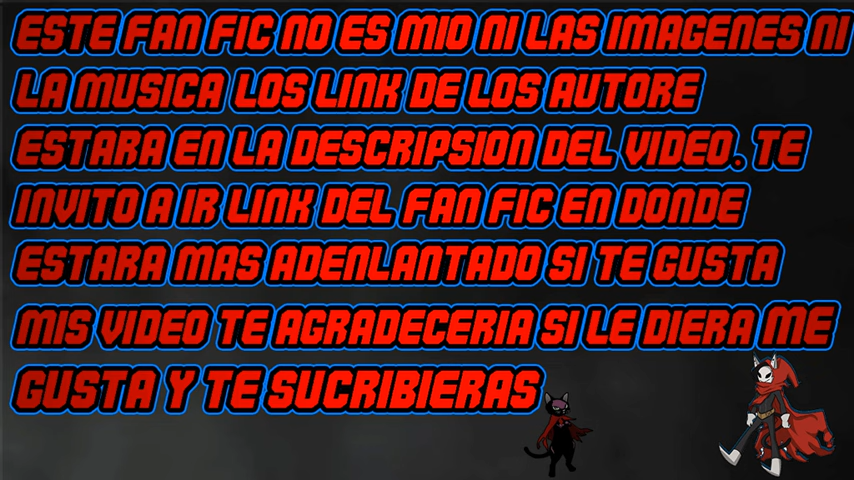 ESTE FAN FIC NO ES MIO NI LAS IMAGENES NI
LA MUSICA LOS LINK DE LOS AUTORE
ESTARA EN LA DESCRIPSION DEL VIDEO. TE
INVITO A IR LINK DEL FAN FIC EN DONDE
ESTARA MAS ADENLANTADO SI TE GUSTA
MIS VIDEO TE AGRADECERIA SI LE DIERA ME
GUSTA Y TE SUCRIBIERAS